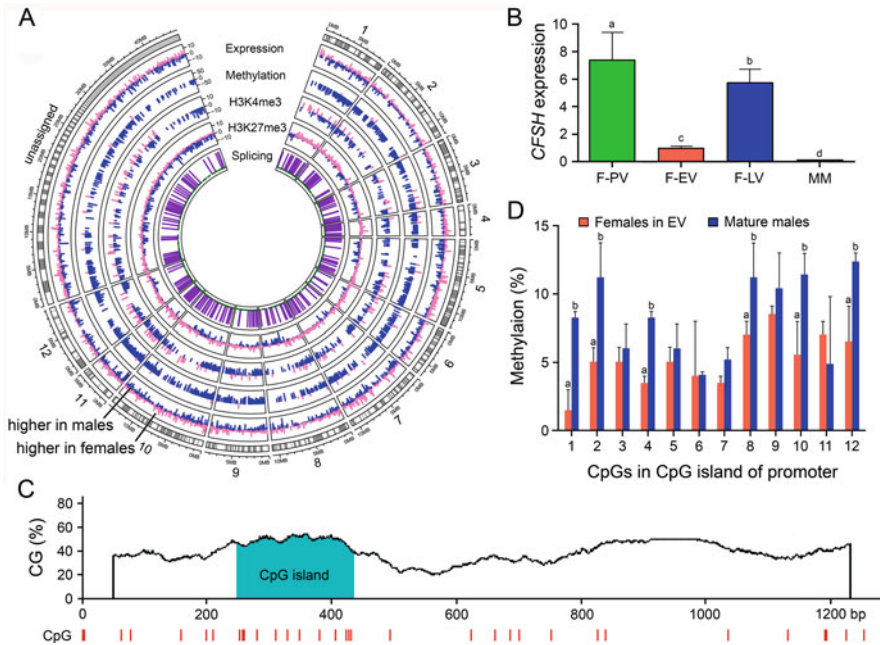 A
Expression
Methylation
H3K4me3
H3K27me3
Splicing
unassigned
1
2
3
4
5
6
7
8
9
10
11
12
higher in males
higher in females
B
CFSH expression
10
8
6
4
2
0
a
c
b
d
F-PV
F-EV
F-LV
MM
D
Females in EV
Mature males
Methylaion (%)
15
10
5
0
a b a b a b a b a b a b
1 2 3 4 5 6 7 8 9 10 11 12
CpGs in CpG island of promoter
C
CG (%)
80
60
40
20
0
CpG island
0 200 400 600 800 1000 1200 bp
CpG